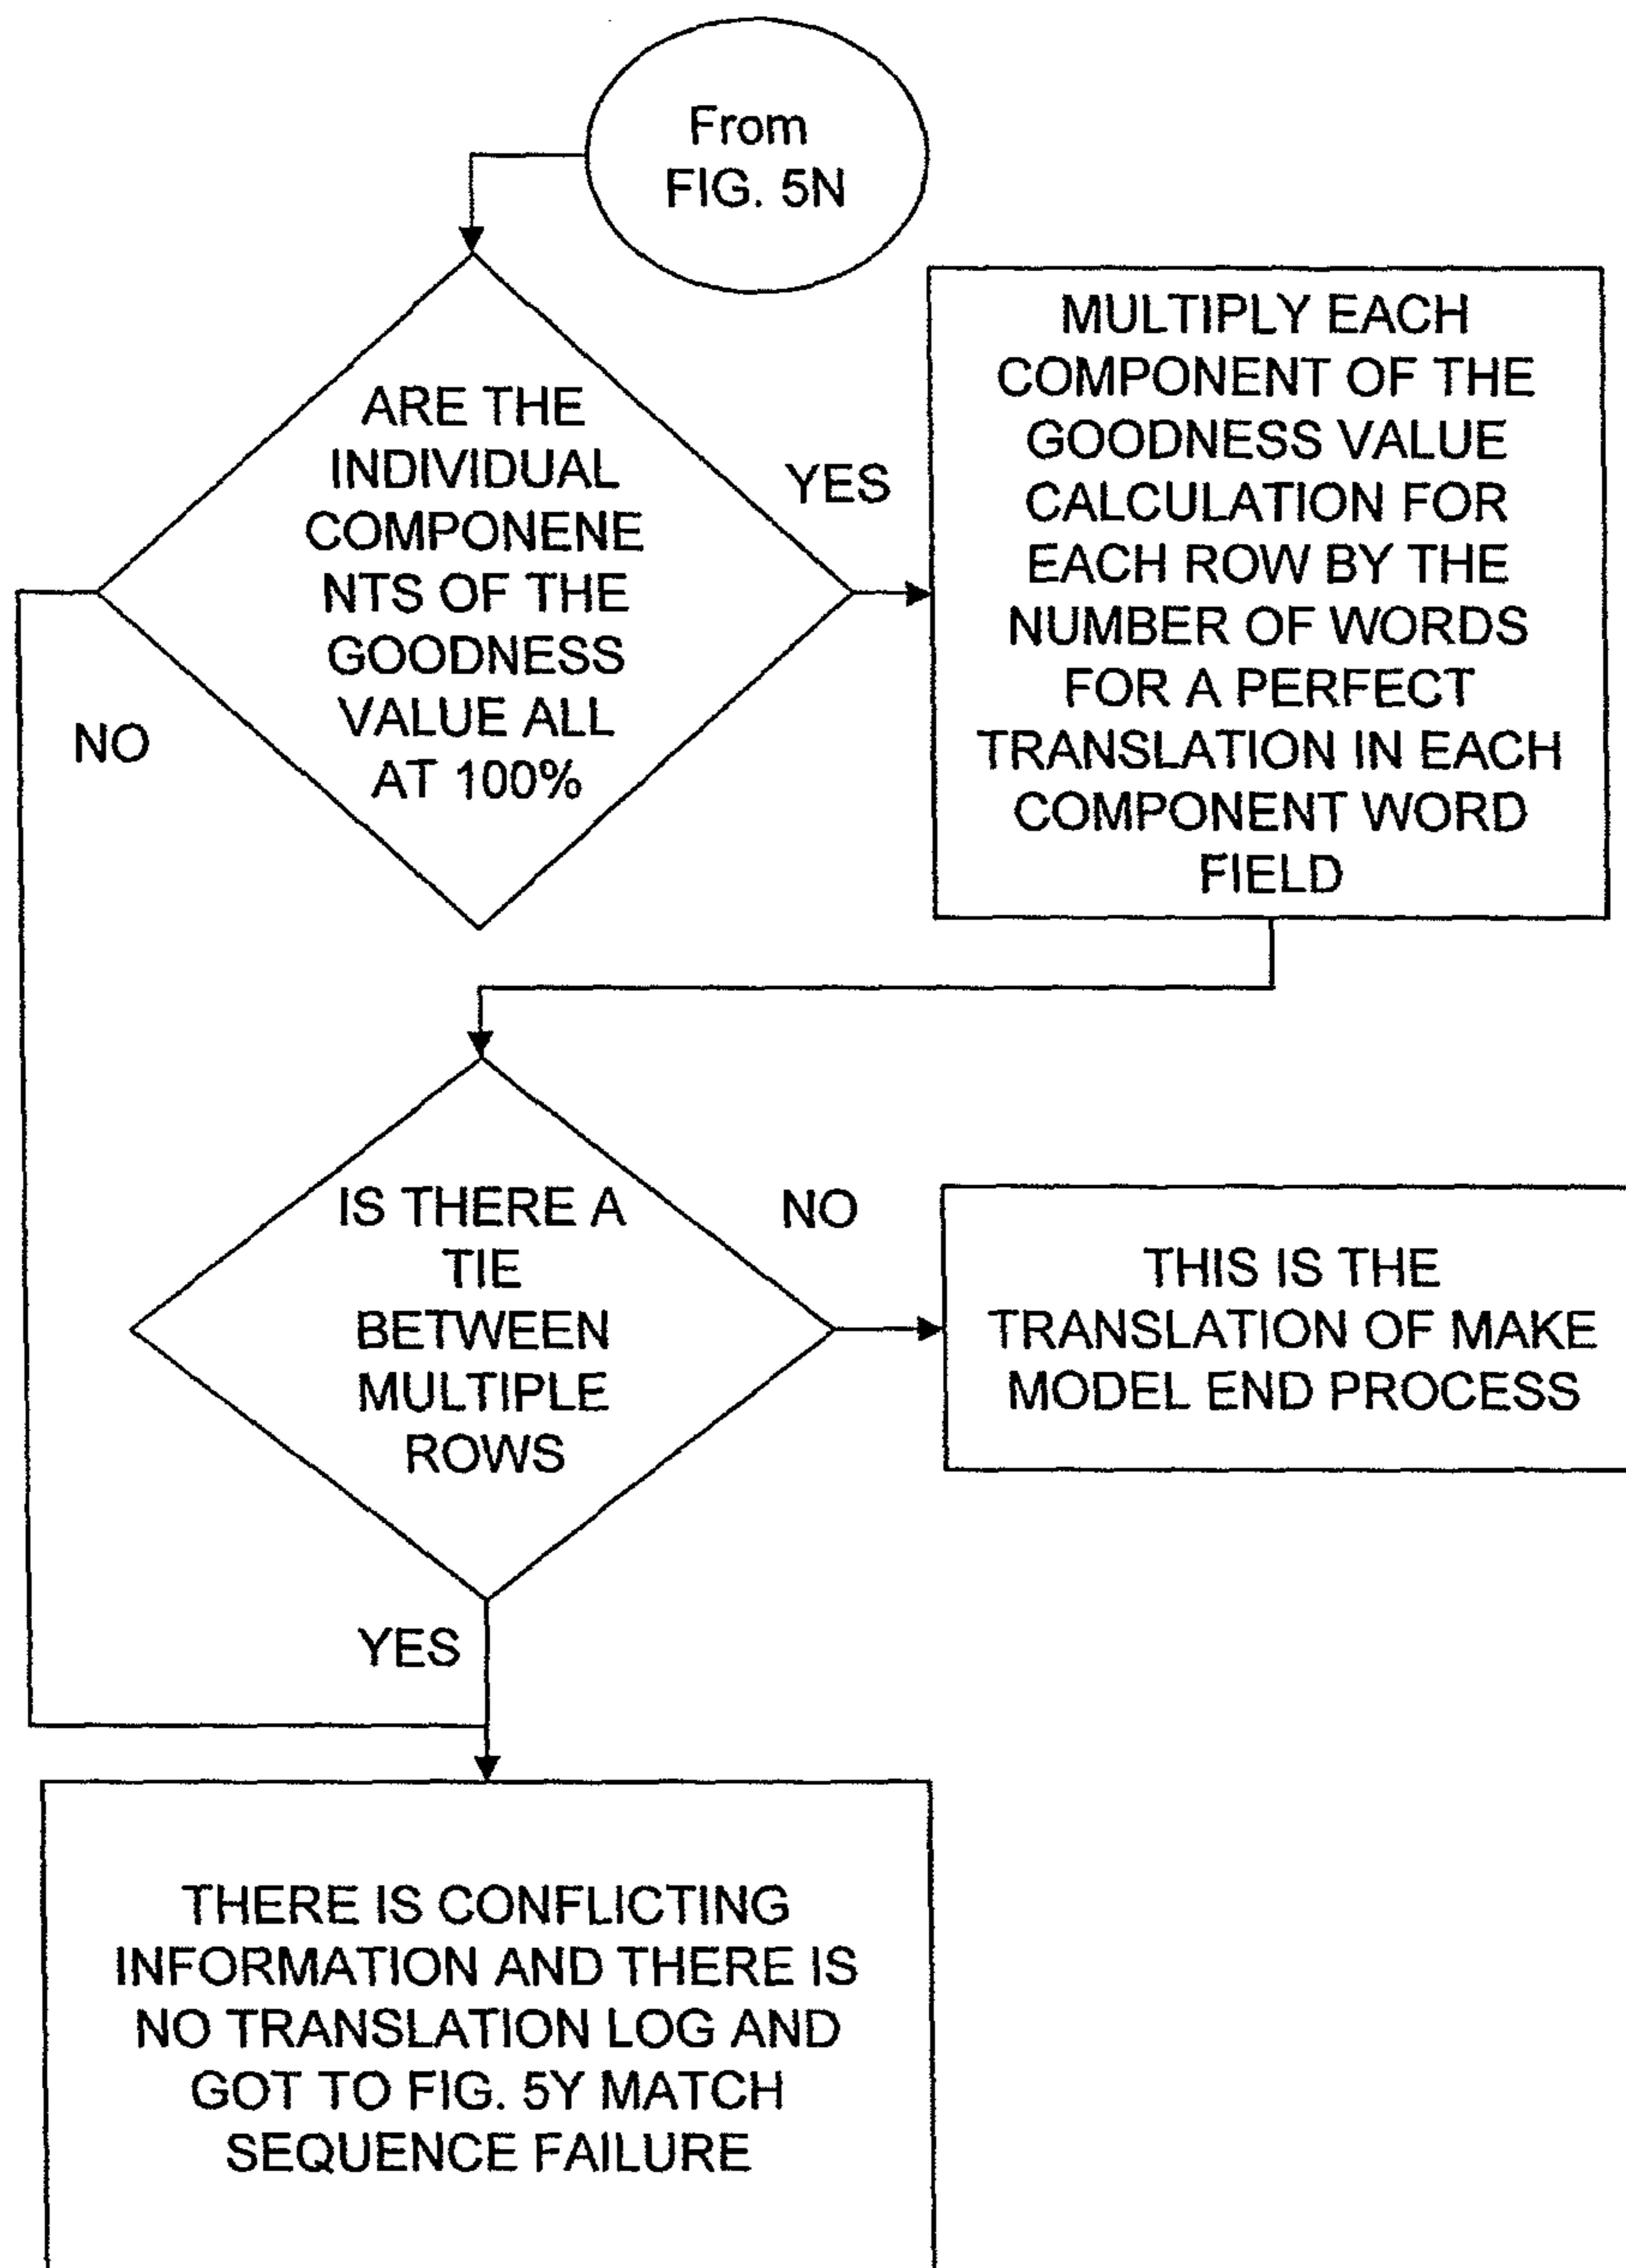 From
FIG. 5N
ARE THE
INDIVIDUAL
COMPONENE
NTS OF THE
GOODNESS
VALUE ALL
AT 100%
YES
NO
MULTIPLY EACH
COMPONENT OF THE
GOODNESS VALUE
CALCULATION FOR
EACH ROW BY THE
NUMBER OF WORDS
FOR A PERFECT
TRANSLATION IN EACH
COMPONENT WORD
FIELD
IS THERE A
TIE
BETWEEN
MULTIPLE
ROWS
NO
THIS IS THE
TRANSLATION OF MAKE
MODEL END PROCESS
YES
THERE IS CONFLICTING
INFORMATION AND THERE IS
NO TRANSLATION LOG AND
GOT TO FIG. 5Y MATCH
SEQUENCE FAILURE